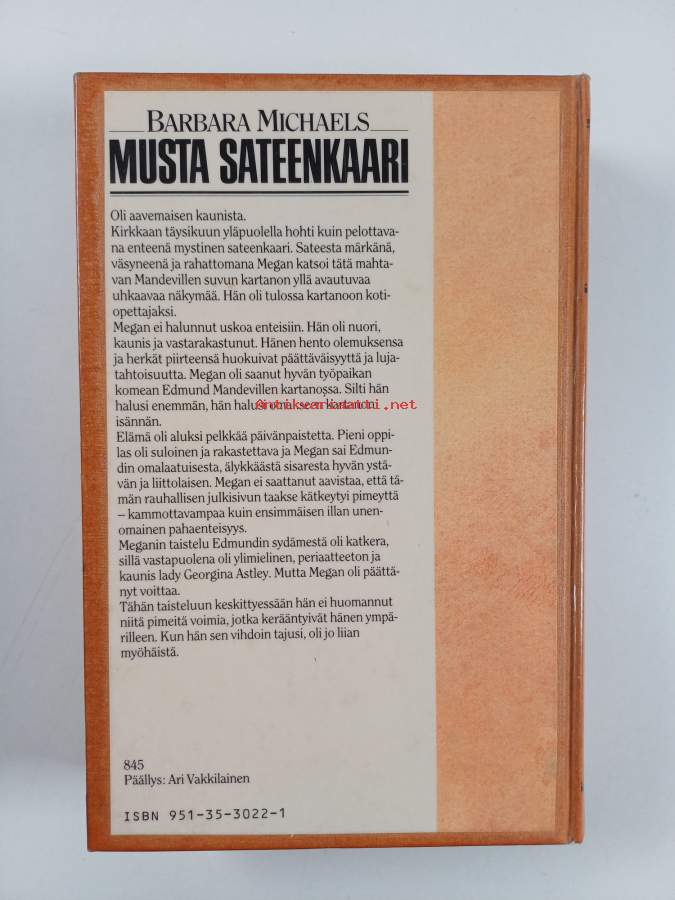 BARBARA MICHAELS
MUSTA SATEENKAARI
Oli aavemaisen kaunista.
Kirkkaan täysikuun yläpuolella hohti kuin pelottava-
na enteenä mystinen sateenkaari. Sateesta märkänä,
väsyneenä ja rahattomana Megan katsoi tätä mahta-
van Mandevillen suvun kartanon yllä avautuvaa
uhkaavaa näkymää. Hän oli tulossa kartanoon koti-
opettajaksi.
Megan ei halunnut uskoa enteisiin. Hän oli nuori,
kaunis ja vastarakastunut. Hänen hento olemuksensa
ja herkät piirteensä huokuivat päättäväisyyttä ja luja-
tahtoisuutta. Megan oli saanut hyvän työpaikan
komean Edmund Mandevillen kartanossa. Silti hän
halusi enemmän, hän halusi kartanon
isännän.
Elämä oli aluksi pelkkää päivänpaistetta. Pieni oppi-
las oli suloinen ja rakastettava ja Megan sai Edmun-
din omalaatuisesta, älykkäästä sisaresta hyvän ystä-
vän ja liittolaisen. Megan ei saattanut aavistaa, että tä-
män rauhallisen julkisivun taakse kätkeytyi pimeyttä
– kammottavampaa kuin ensimmäisen illan unen-
omainen pahaenteisyys.
Meganin taistelu Edmundin sydämestä oli katkera,
sillä vastapuolena oli ylimielinen, periaatteeton ja
kaunis lady Georgina Astley. Mutta Megan oli päättä-
nyt voittaa.
Tähän taisteluun keskittyessään hän ei huomannut
niitä pimeitä voimia, jotka kerääntyivät hänen ympä-
rilleen. Kun hän sen vihdoin tajusi, oli jo liian
myöhäistä.
845
Päällys: Ari Vakkilainen
ISBN 951-35-3022-1